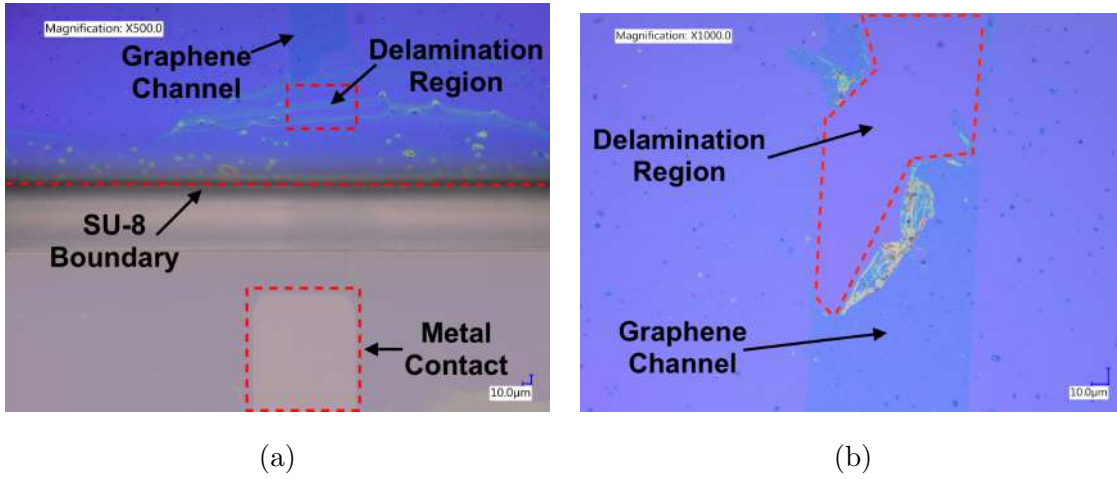 Magnification: X500.0
Graphene
Channel
Delamination
Region
SU-8
Boundary
Metal
Contact
10.0µm
(a)
Magnification: X1000.0
Delamination
Region
Graphene
Channel
10.0µm
(b)